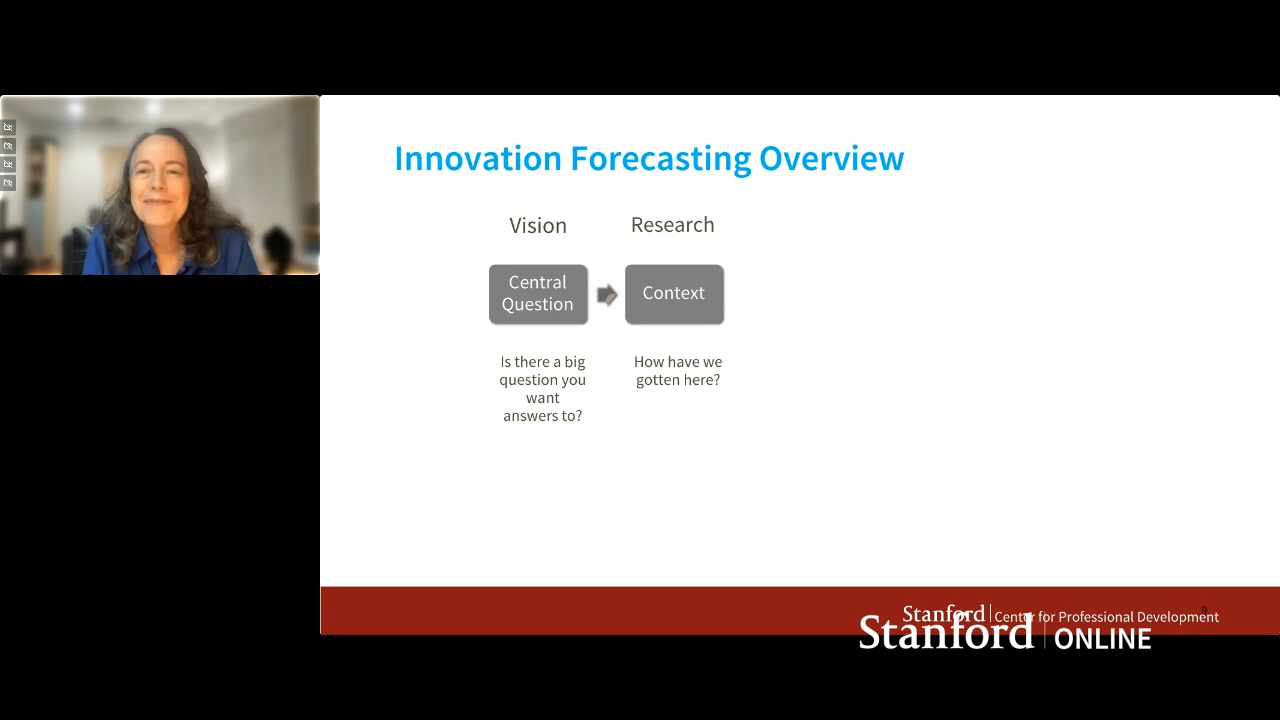 Innovation Forecasting Overview
Vision
Research
Central
Question
Context
Is there a big
question you
want
answers to?
How have we
gotten here?
9
Stanford Center for Professional Development
Stanford ONLINE